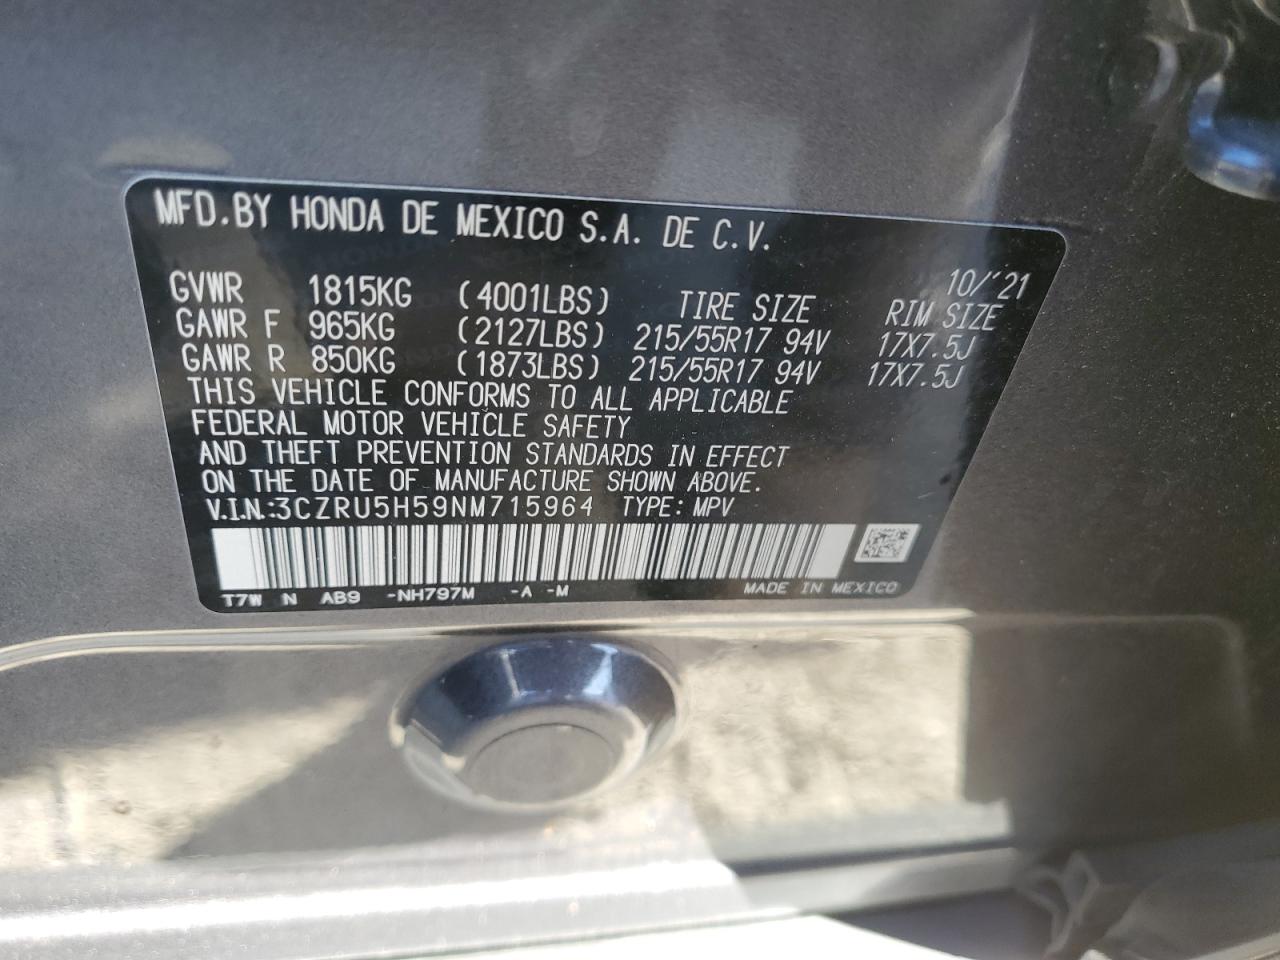 MFD.BY HONDA DE MEXICO S.A. DE C.V.
10/'21
GVWR 1815KG (4001LBS) TIRE SIZE RIM SIZE
GAWR F 965KG (2127LBS) 215/55R17 94V 17X7.5J
GAWR R 850KG (1873LBS) 215/55R17 94V 17X7.5J
THIS VEHICLE CONFORMS TO ALL APPLICABLE
FEDERAL MOTOR VEHICLE SAFETY
AND THEFT PREVENTION STANDARDS IN EFFECT
ON THE DATE OF MANUFACTURE SHOWN ABOVE.
V.I.N.:3CZRU5H59NM715964 TYPE: MPV
T7W N AB9 -NH797M -A -M MADE IN MEXICO